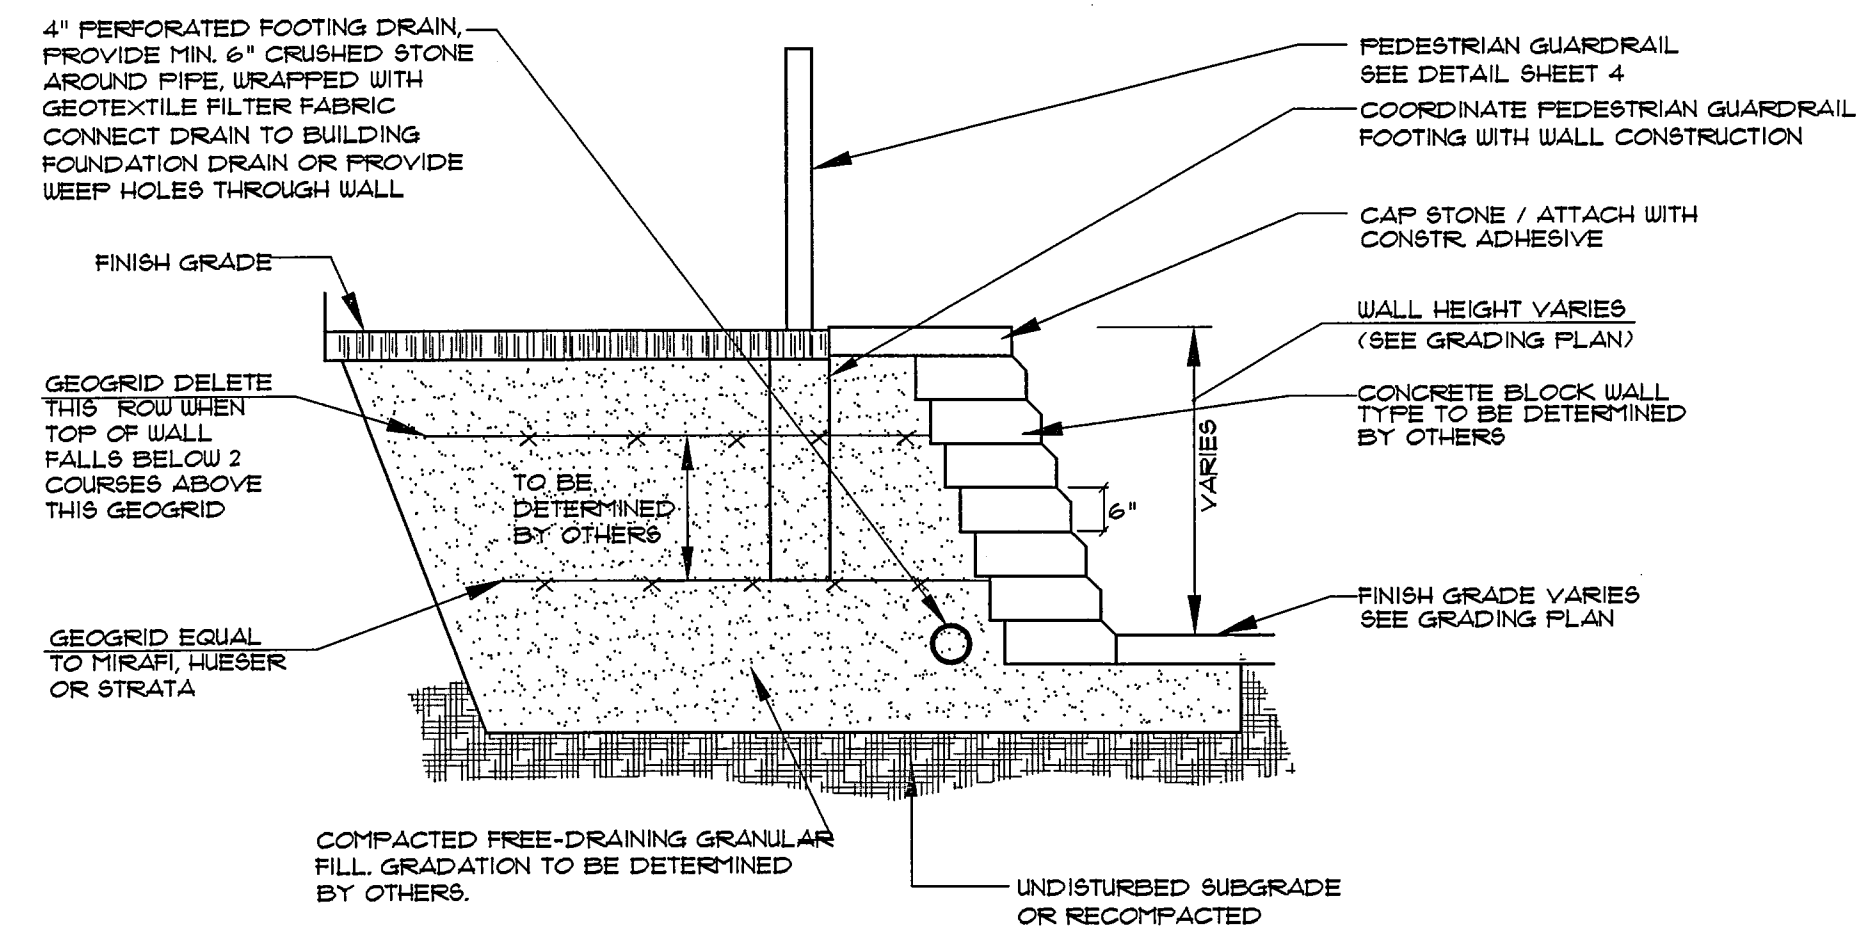 4" PERFORATED FOOTING DRAIN,
PROVIDE MIN. 6" CRUSHED STONE
AROUND PIPE, WRAPPED WITH
GEOTEXTILE FILTER FABRIC
CONNECT DRAIN TO BUILDING
FOUNDATION DRAIN OR PROVIDE
WEEP HOLES THROUGH WALL
FINISH GRADE
GEOGRID DELETE
THIS ROW WHEN
TOP OF WALL
FALLS BELOW 2
COURSES ABOVE
THIS GEOGRID
TO BE
DETERMINED
BY OTHERS
GEOGRID EQUAL
TO MIRAFI, HUESER
OR STRATA
COMPACTED FREE-DRAINING GRANULAR
FILL. GRADATION TO BE DETERMINED
BY OTHERS.
PEDESTRIAN GUARDRAIL
SEE DETAIL SHEET 4
COORDINATE PEDESTRIAN GUARDRAIL
FOOTING WITH WALL CONSTRUCTION
CAP STONE / ATTACH WITH
CONSTR. ADHESIVE
WALL HEIGHT VARIES
(SEE GRADING PLAN)
CONCRETE BLOCK WALL
TYPE TO BE DETERMINED
BY OTHERS
VARIES
6"
FINISH GRADE VARIES
SEE GRADING PLAN
UNDISTURBED SUBGRADE
OR RECOMPACTED